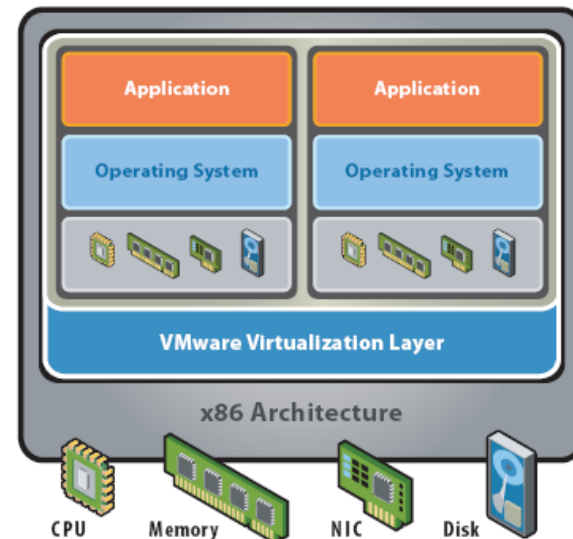 Application
Application
Operating System
Operating System
VMware Virtualization Layer
x86 Architecture
CPU Memory NIC Disk